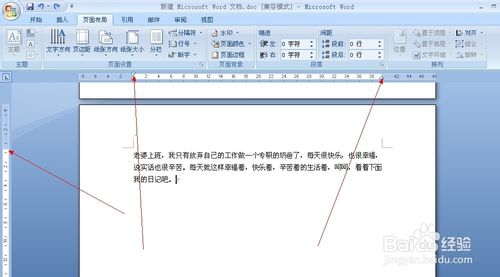 新建 Microsoft Word 文档.doc [兼容模式]
开始 插入 页面布局 引用 邮件 审阅 视图
主题 文字方向 页边距 纸张方向 纸张大小 分栏
分隔符 行号 断字
水印 页面颜色 页面边框
缩进 间距
左: 0 字符 段前: 0 行
右: 0 字符 段后: 0 行
置于顶层 置于底层 文字环绕
对齐 组合 旋转
主题 页面设置 页面背景 段落 排列
老婆上班，我只有放弃自己的工作做一个专职的奶爸了，每天很快乐，也很幸福，
说实话也很辛苦。每天就这样幸福着，快乐着，辛苦着的生活着，呵呵，看看下面
我的日记吧。
Baidu 经验
jingyan.baidu.com